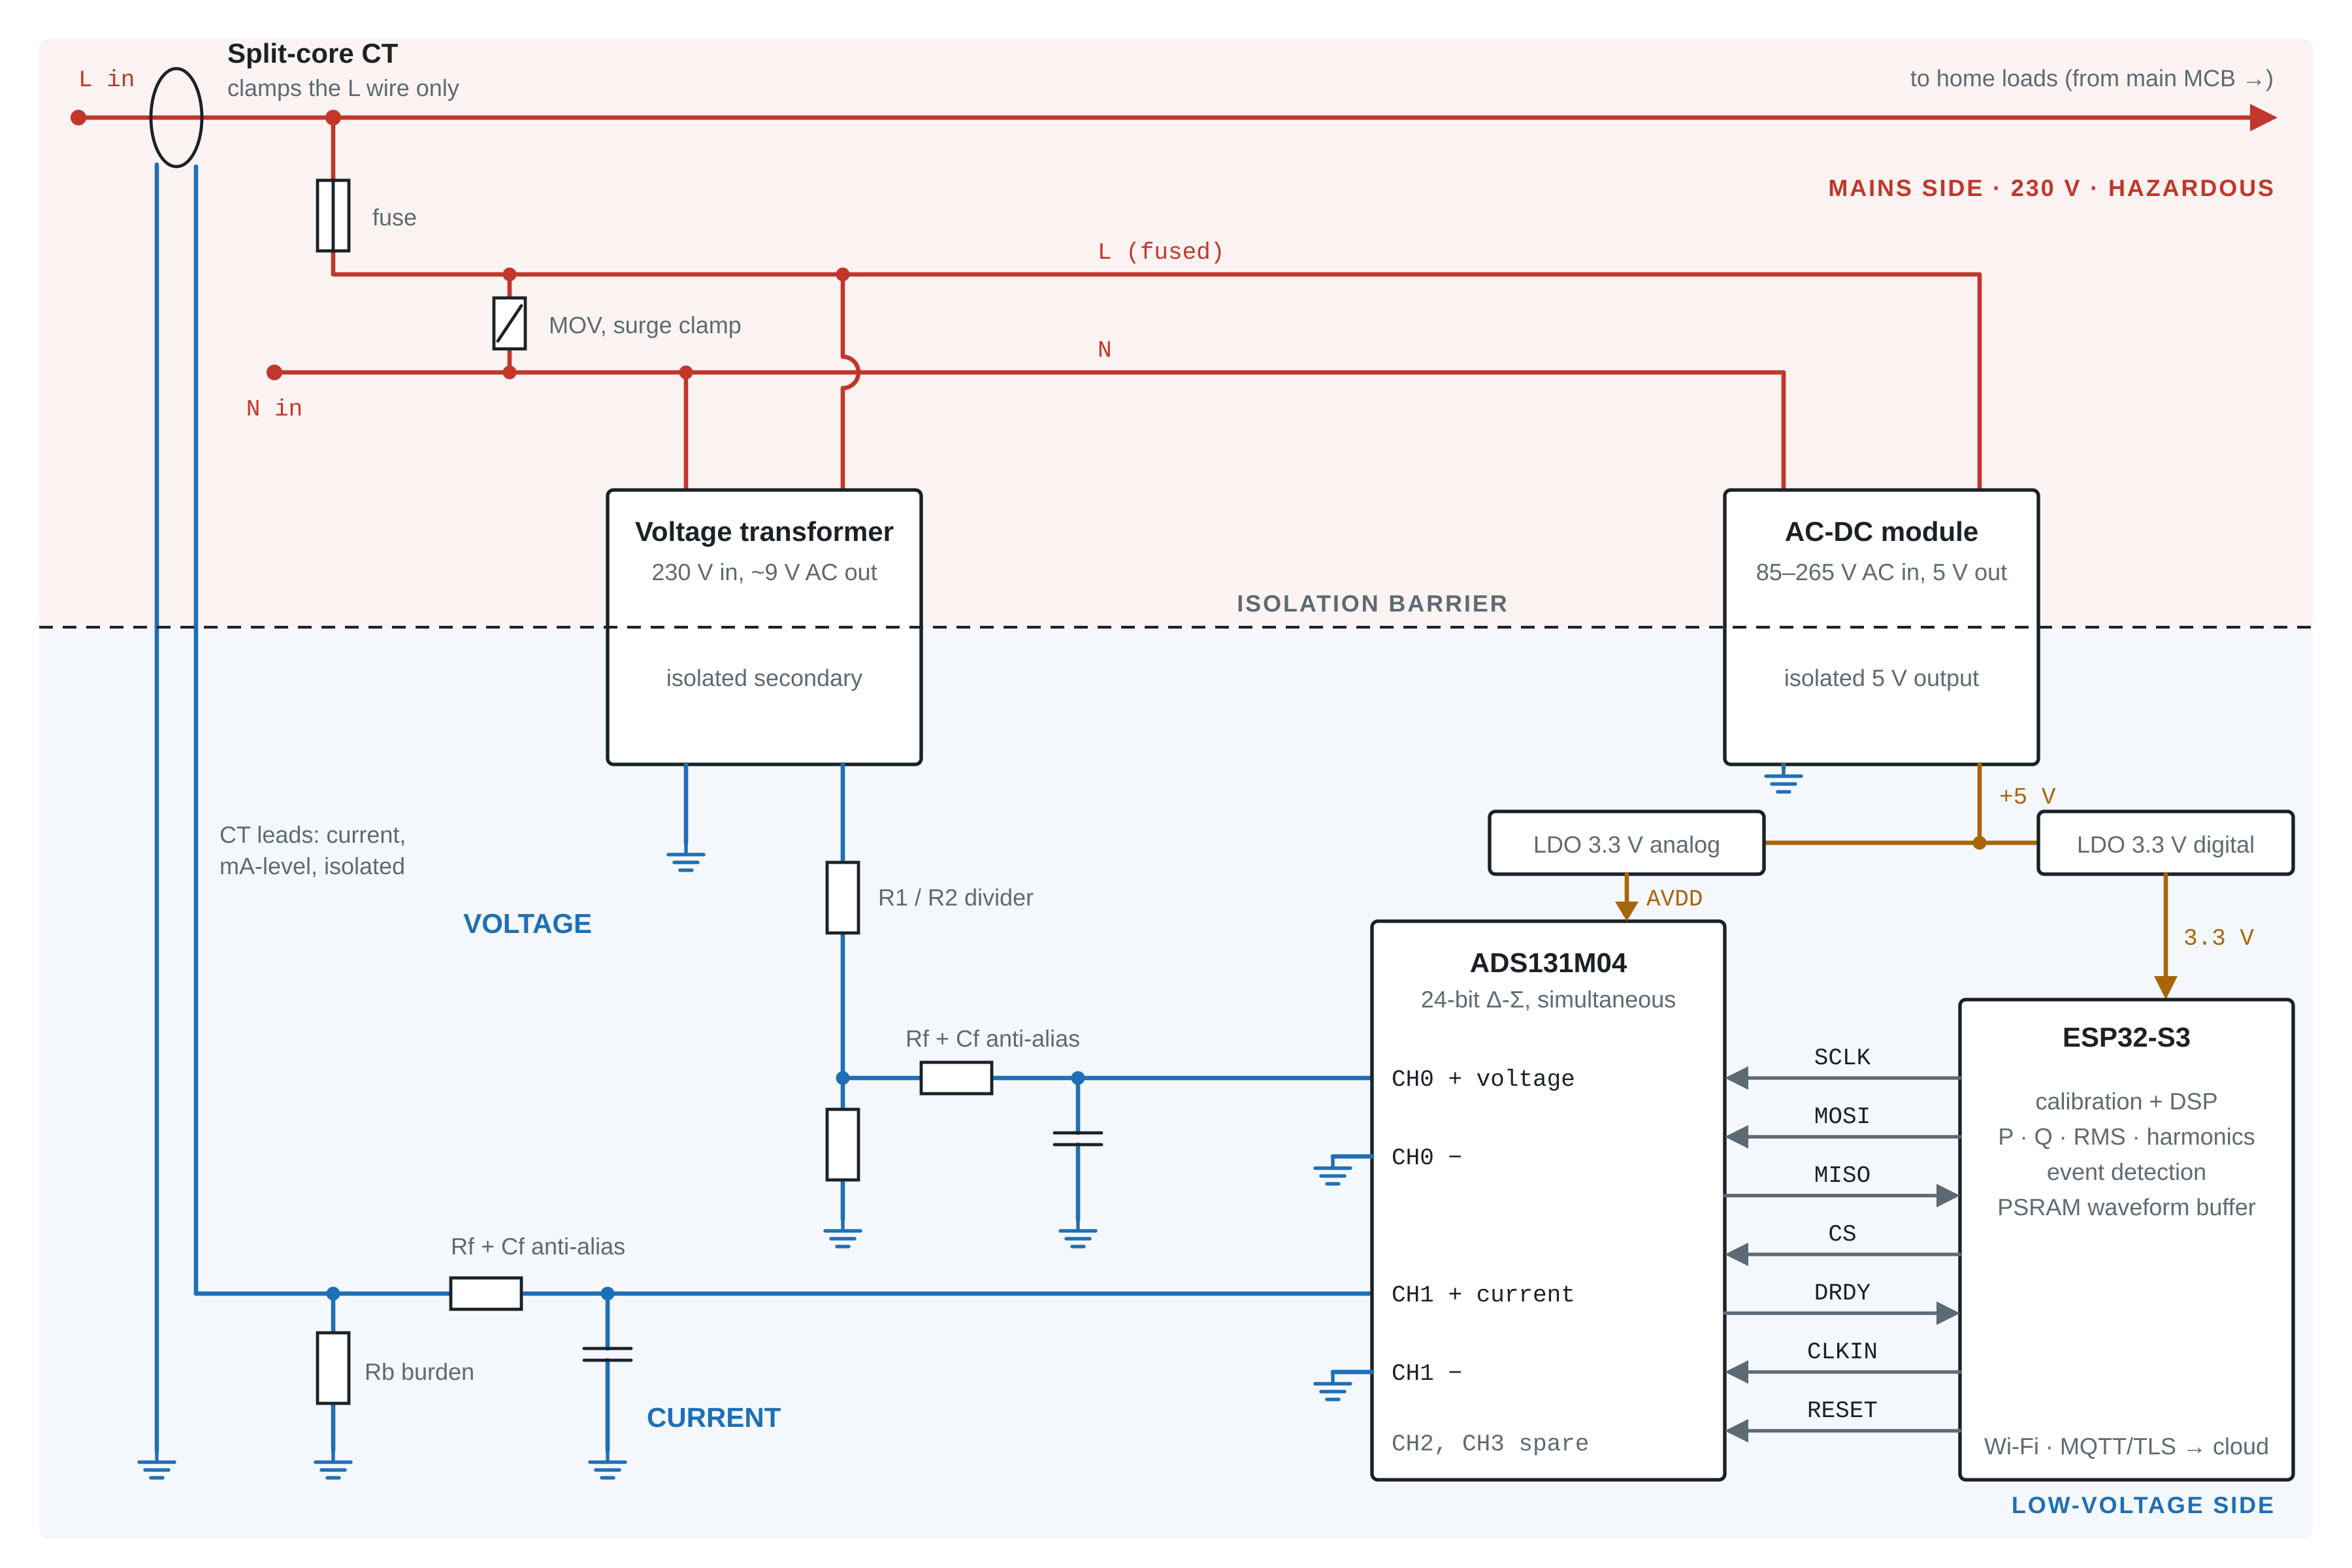 Split-core CT
clamps the L wire only
L in
to home loads (from main MCB →)
MAINS SIDE · 230 V · HAZARDOUS
fuse
L (fused)
MOV, surge clamp
N
N in
Voltage transformer
230 V in, ~9 V AC out
isolated secondary
AC-DC module
85–265 V AC in, 5 V out
isolated 5 V output
ISOLATION BARRIER
+5 V
CT leads: current,
mA-level, isolated
LDO 3.3 V analog
LDO 3.3 V digital
R1 / R2 divider
AVDD
VOLTAGE
3.3 V
ADS131M04
24-bit Δ-Σ, simultaneous
Rf + Cf anti-alias
CH0 + voltage
CH0 −
CH1 + current
CH1 −
CH2, CH3 spare
SCLK
MOSI
MISO
CS
DRDY
CLKIN
RESET
ESP32-S3
calibration + DSP
P · Q · RMS · harmonics
event detection
PSRAM waveform buffer
Wi-Fi · MQTT/TLS → cloud
Rf + Cf anti-alias
Rb burden
CURRENT
LOW-VOLTAGE SIDE